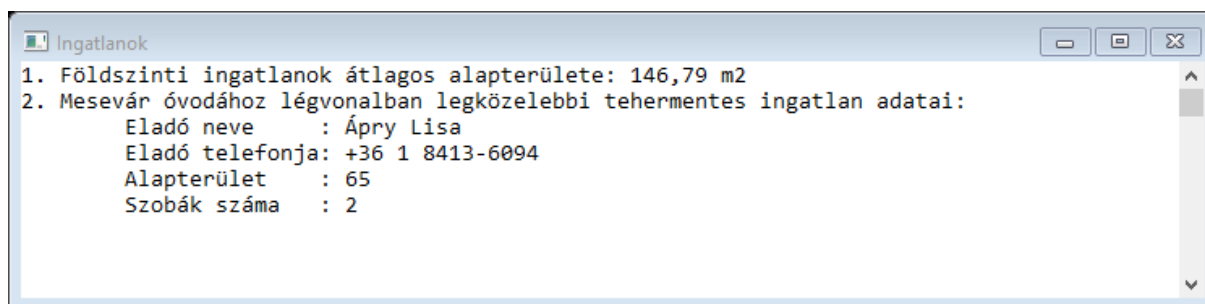 Ingatlanok
1. Földszinti ingatlanok átlagos alapterülete: 146,79 m2
2. Mesevár óvodához légvonalban legközelebbi tehermentes ingatlan adatai:
Eladó neve : Ápry Lisa
Eladó telefonja: +36 1 8413-6094
Alapterület : 65
Szobák száma : 2